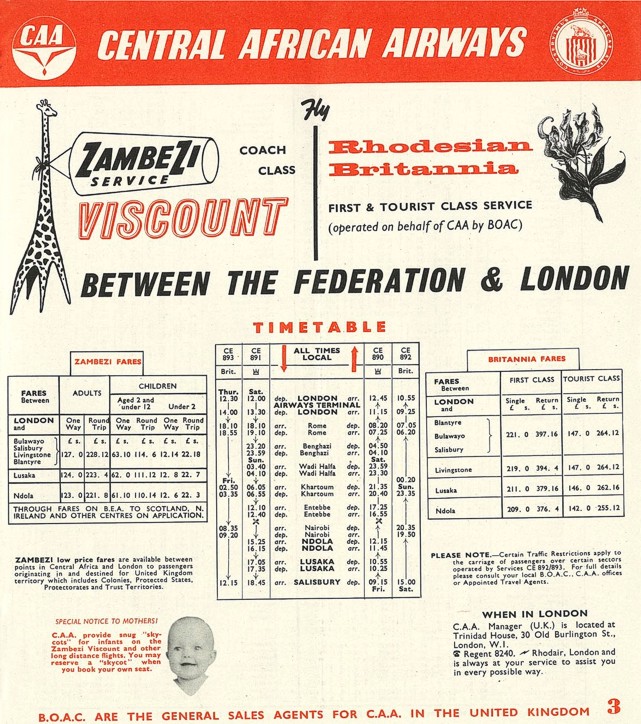 CAA
CENTRAL AFRICAN AIRWAYS
Fly
ZAMBEZI
SERVICE
COACH
CLASS
VISCOUNT
Rhodesian
Britannia
FIRST & TOURIST CLASS SERVICE
(operated on behalf of CAA by BOAC)
BETWEEN THE FEDERATION & LONDON
TIMETABLE
ZAMBEZI FARES
FARES Between ADULTS CHILDREN
Aged 2 and under 12 Under 2
LONDON and One Way Round Trip One Way Round Trip One Way Round Trip
£ s. £ s. £ s. £ s. £ s. £ s.
Bulawayo
Salisbury
Livingstone 127. 0 228.12 63.10 114. 6 12.14 22.18
Blantyre
Lusaka 124. 0 223. 4 62. 0 111.12 12. 8 22. 7
Ndola 123. 0 221. 8 61.10 110.14 12. 6 22. 3
THROUGH FARES ON B.E.A. TO SCOTLAND, N.
IRELAND AND OTHER CENTRES ON APPLICATION.
CE 893 CE 891 ALL TIMES LOCAL CE 890 CE 892
Brit. Brit.
Thur. Sat.
12.30 12.00 dep. LONDON arr. 12.45 10.55
AIRWAYS TERMINAL
14.00 13.30 dep. LONDON arr. 11.15 09.25
18.10 18.10 arr. Rome dep. 08.20 07.05
18.55 19.10 dep. Rome arr. 07.25 06.20
23.20 arr. Benghazi dep. 04.50
23.59 dep. Benghazi arr. 04.10
Sun. Sat.
03.40 arr. Wadi Halfa dep. 23.59
04.10 dep. Wadi Halfa arr. 23.30
Fri. 00.20
02.50 06.05 arr. Khartoum dep. 21.35 Sun.
03.35 06.55 dep. Khartoum arr. 20.40 23.35
12.10 arr. Entebbe dep. 17.25
12.40 dep. Entebbe arr. 16.55
08.35 arr. Nairobi dep. 20.35
09.20 dep. Nairobi arr. 19.50
15.25 arr. NDOLA dep. 12.15
16.15 dep. NDOLA arr. 11.45
17.05 arr. LUSAKA dep. 10.55
17.35 dep. LUSAKA arr. 10.25
12.15 18.45 arr. SALISBURY dep. 09.15 15.00
Fri. Sat.
BRITANNIA FARES
FARES Between FIRST CLASS TOURIST CLASS
LONDON and Single £ s. Return £ s. Single £ s. Return £ s.
Blantyre
Bulawayo 221. 0 397.16 147. 0 264.12
Salisbury
Livingstone 219. 0 394. 4 147. 0 264.12
Lusaka 211. 0 379.16 146. 0 262.16
Ndola 209. 0 376. 4 142. 0 255.12
ZAMBEZI low price fares are available between
points in Central Africa and London to passengers
originating in and destined for United Kingdom
territory which includes Colonies, Protected States,
Protectorates and Trust Territories.
PLEASE NOTE.—Certain Traffic Restrictions apply to
the carriage of passengers over certain sectors
operated by Services CE 892/893. For full details
please consult your local B.O.A.C., C.A.A. offices
or Appointed Travel Agents.
SPECIAL NOTICE TO MOTHERS!
C.A.A. provide snug "sky-
cots" for infants on the
Zambezi Viscount and other
long distance flights. You may
reserve a "skycot" when
you book your own seat.
WHEN IN LONDON
C.A.A. Manager (U.K.) is located at
Trinidad House, 30 Old Burlington St.,
London, W.1.
☎ Regent 8240. Rhodair, London and
is always at your service to assist you
in every possible way.
B.O.A.C. ARE THE GENERAL SALES AGENTS FOR C.A.A. IN THE UNITED KINGDOM 3